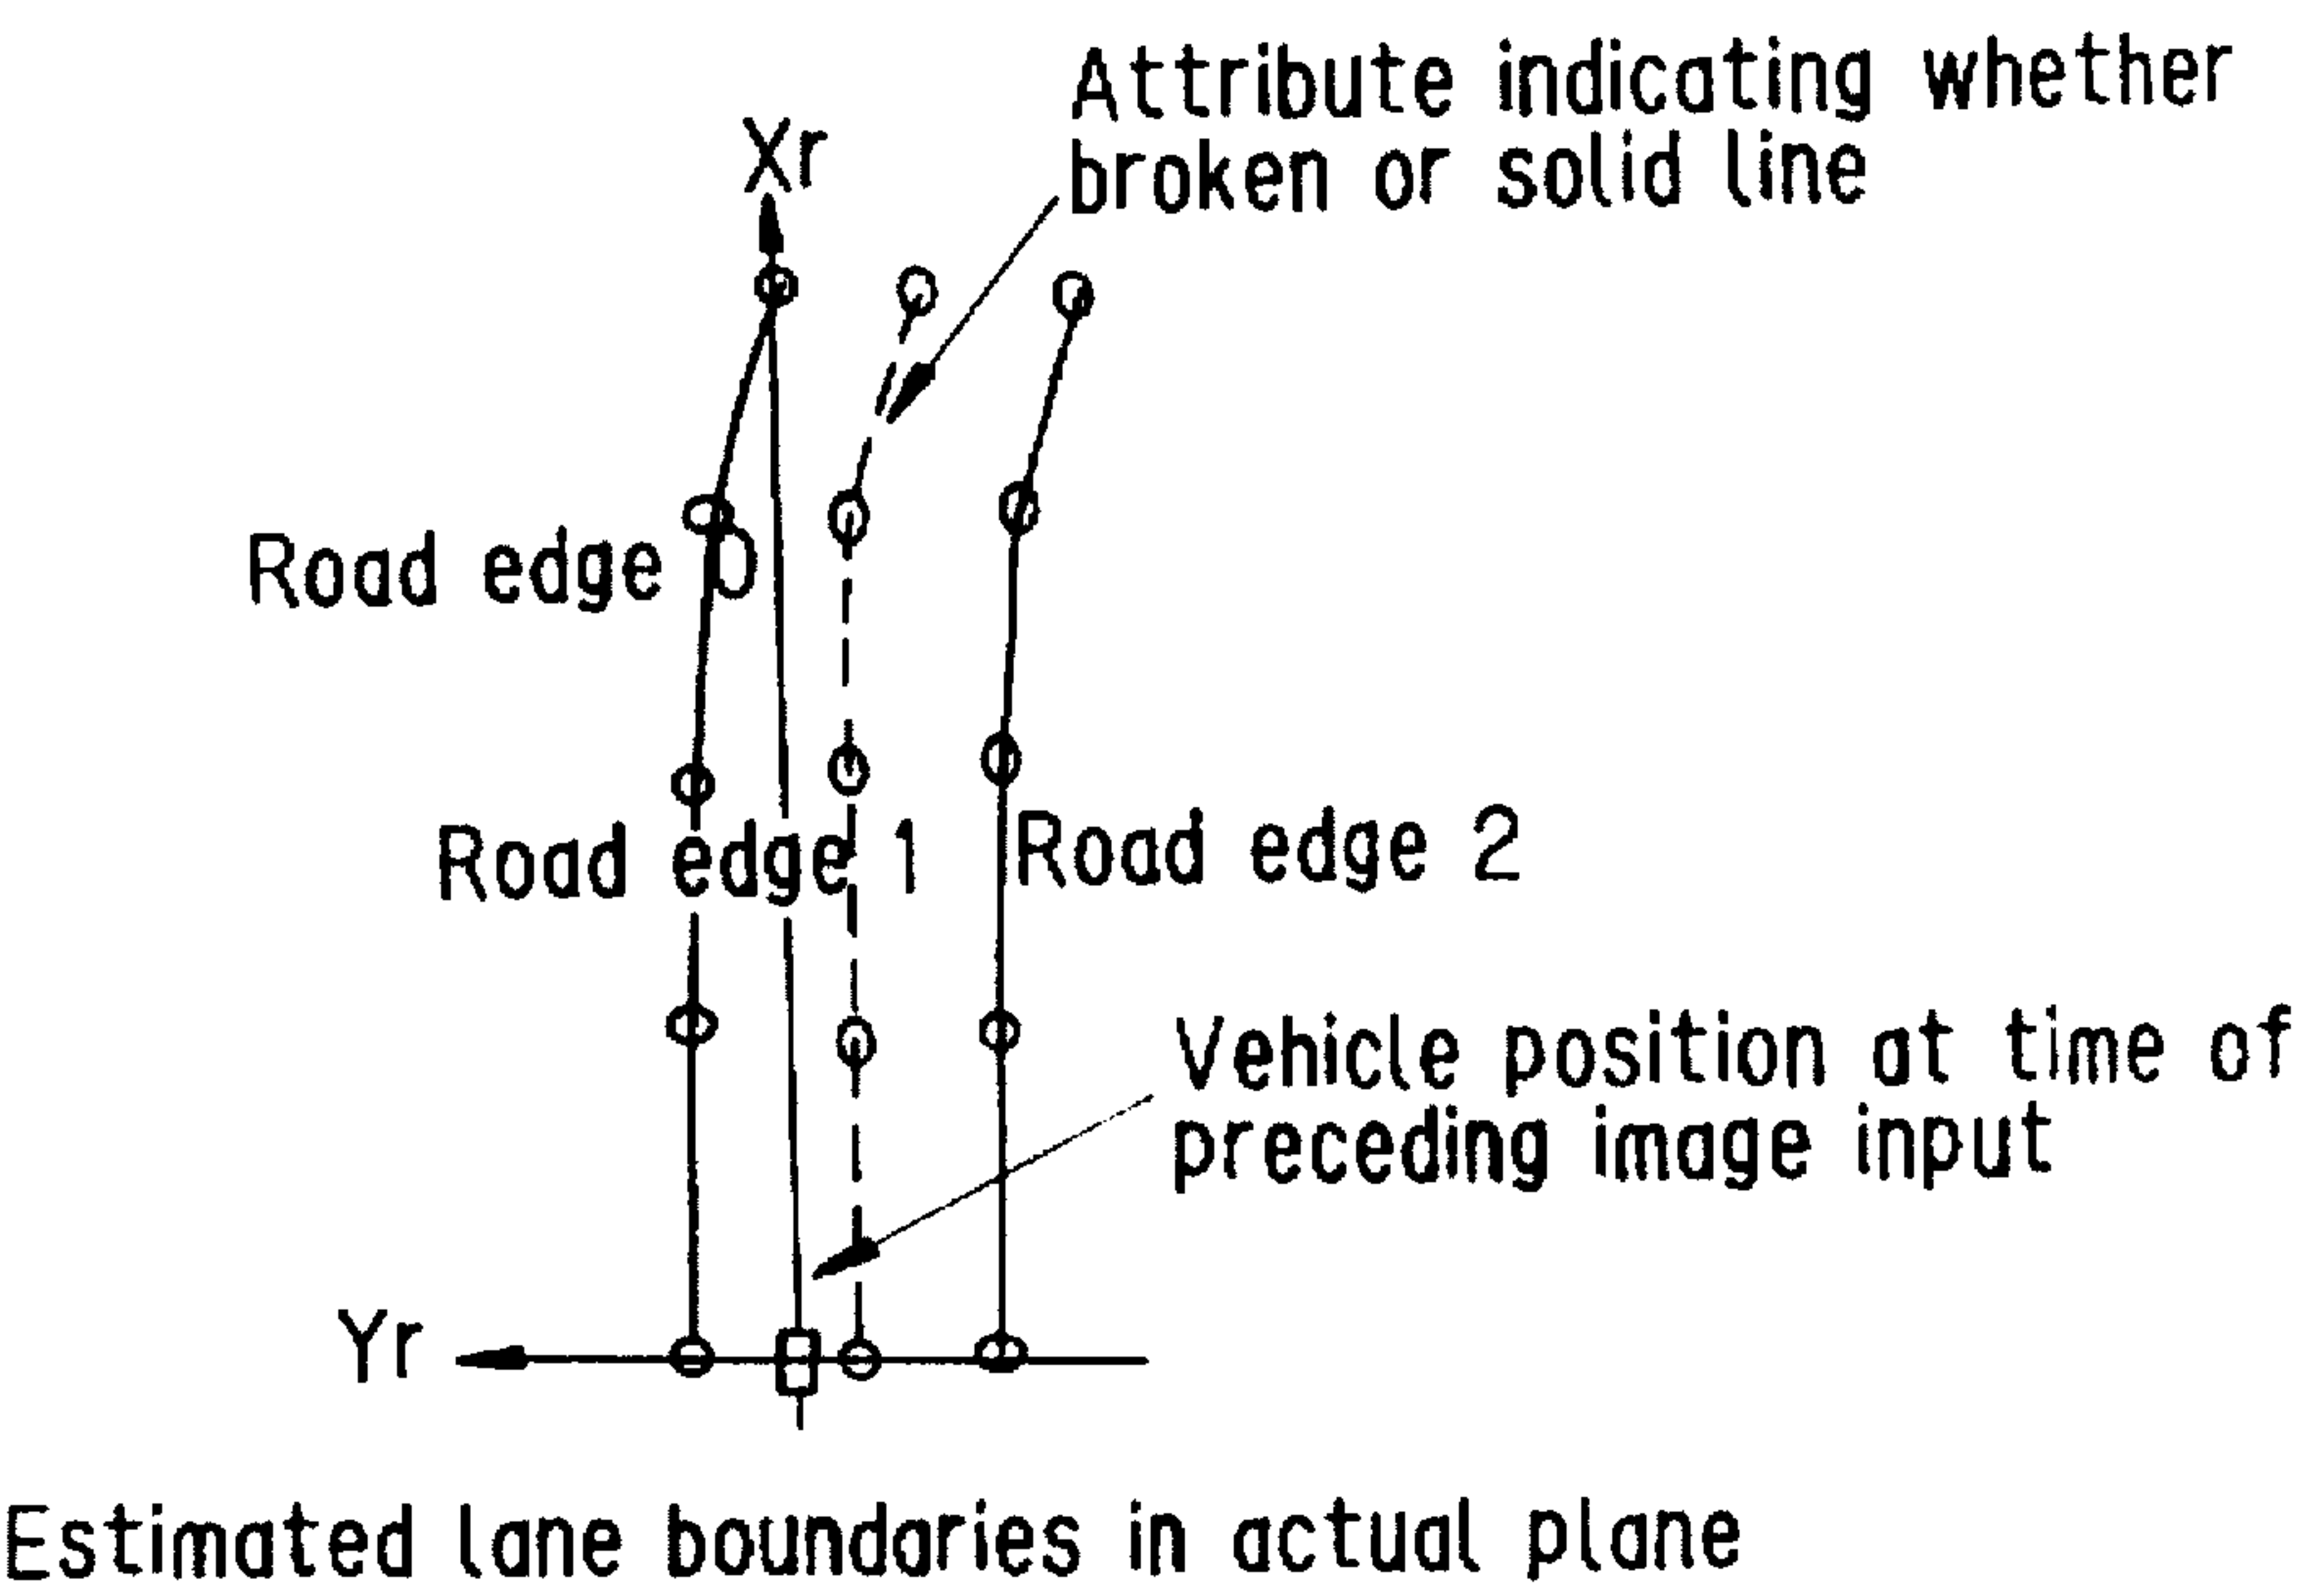 Attribute indicating whether
broken or solid line
Xr
Road edge 0
Road edge 1
Road edge 2
Vehicle position at time of
preceding image input
Yr
Estimated lane boundaries in actual plane